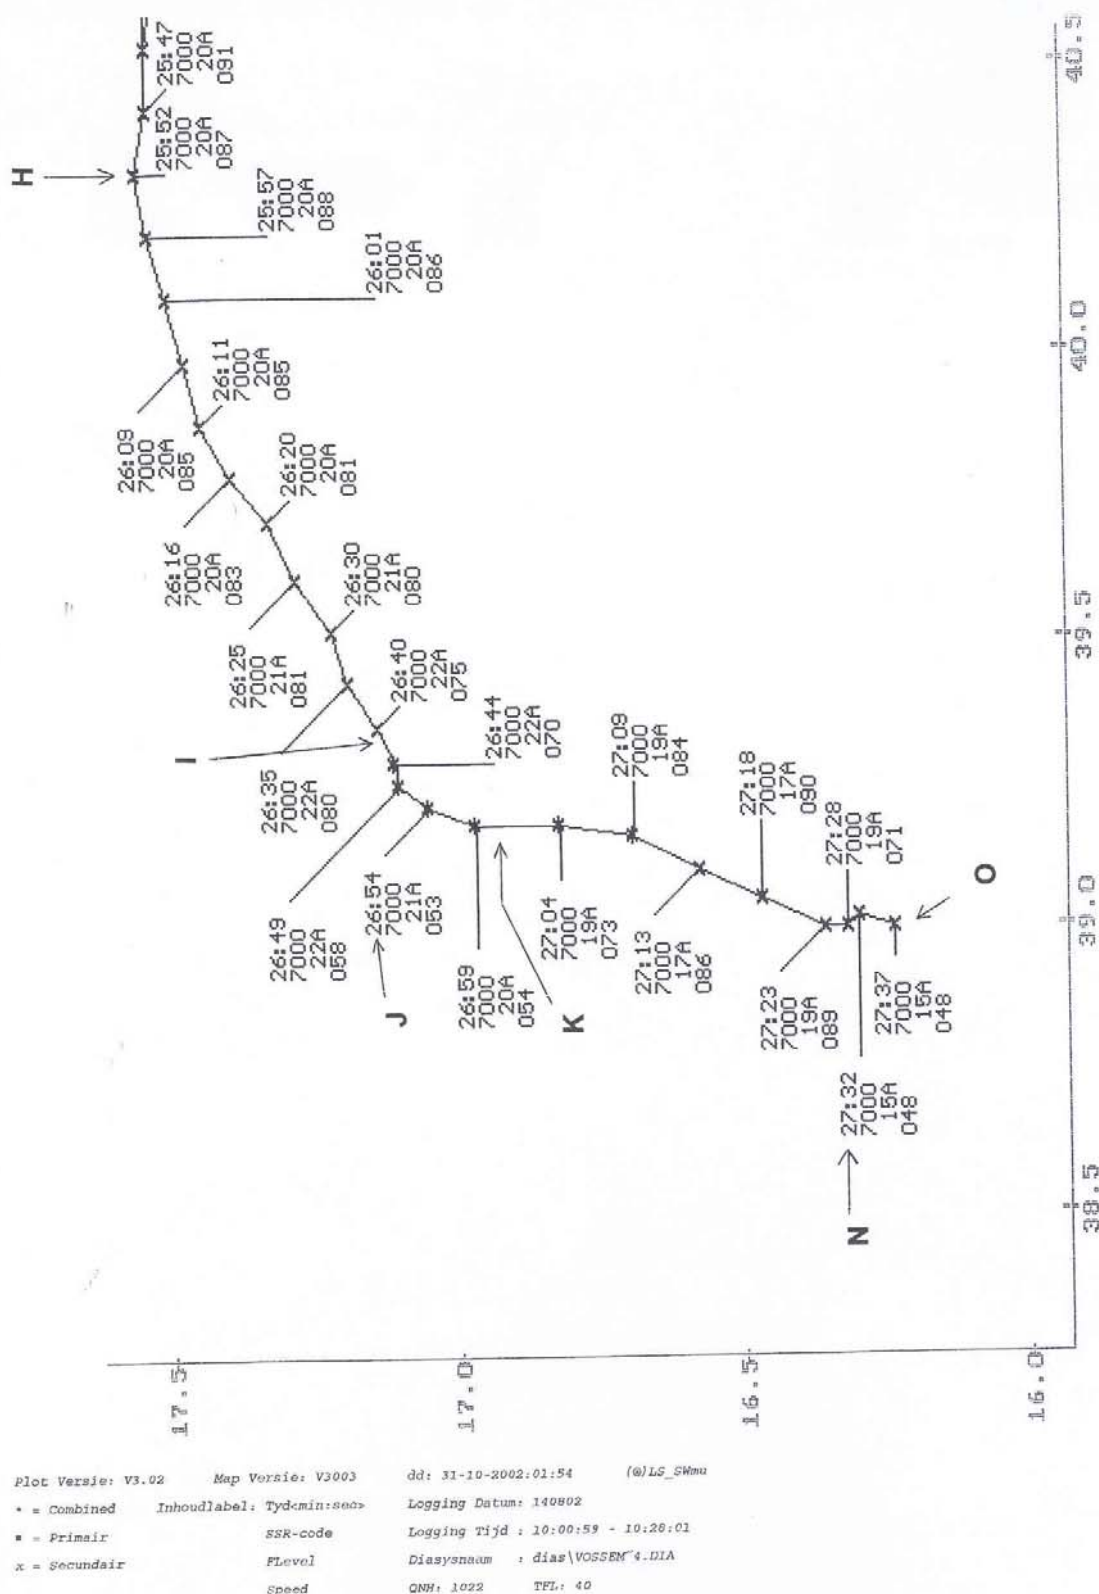 H
25:47
7000
20A
091
25:52
7000
20A
087
25:57
7000
20A
088
26:01
7000
20A
086
26:09
7000
20A
085
26:11
7000
20A
085
26:16
7000
20A
083
26:20
7000
20A
081
26:25
7000
21A
081
26:30
7000
21A
080
I
26:35
7000
22A
080
26:40
7000
22A
075
26:44
7000
22A
070
26:49
7000
22A
058
J
26:54
7000
21A
053
26:59
7000
20A
054
K
27:04
7000
19A
073
27:09
7000
19A
084
27:13
7000
17A
086
27:18
7000
17A
090
27:23
7000
19A
089
27:28
7000
19A
071
N
27:32
7000
15A
048
27:37
7000
15A
048
O
40.5
40.0
39.5
39.0
38.5
17.5
17.0
16.5
16.0
Plot Versie: V3.02 Map Versie: V3003 dd: 31-10-2002:01:54 (@)LS_SWmu
* = Combined Inhoudlabel: Tyd<min:sec> Logging Datum: 140802
■ = Primair SSR-code Logging Tijd : 10:00:59 - 10:28:01
x = Secundair FLevel Diasysnaam : dias\VOSSEM~4.DIA
Speed QNH: 1022 TFL: 40